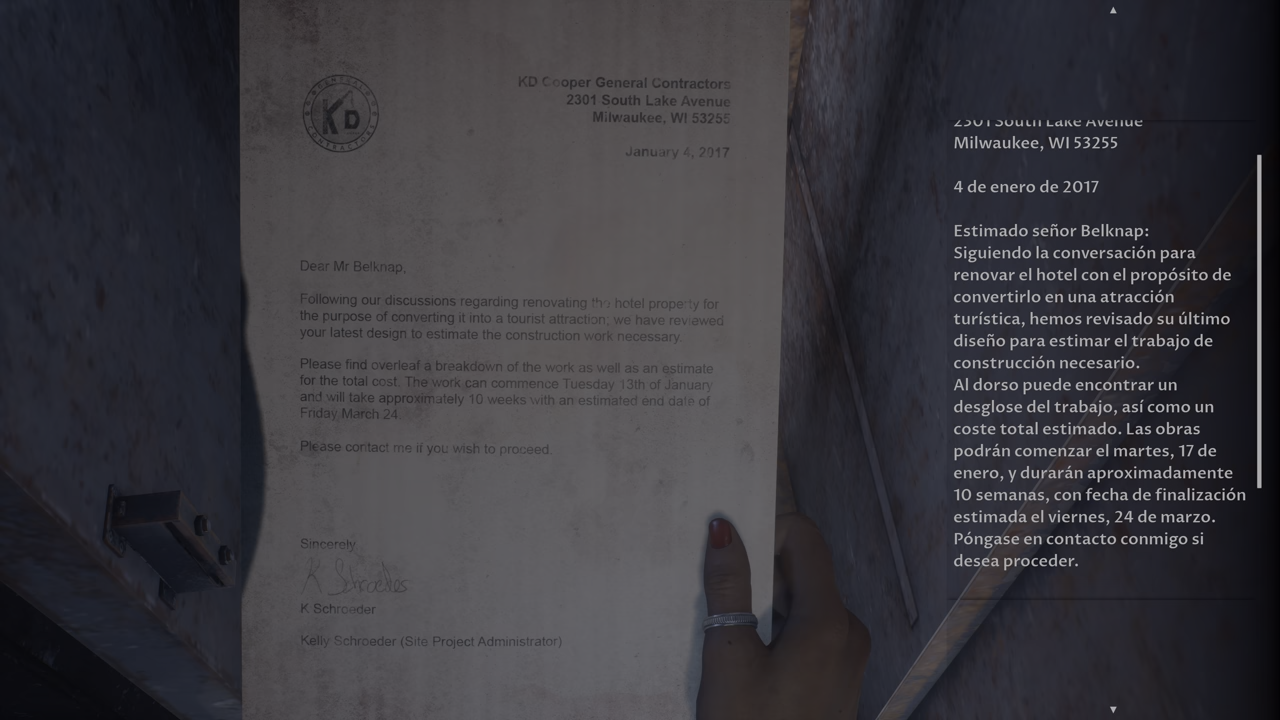 KD Cooper General Contractors
2301 South Lake Avenue
Milwaukee, WI 53255
January 4, 2017
KD
Dear Mr Belknap,
Following our discussions regarding renovating the hotel property for
the purpose of converting it into a tourist attraction, we have reviewed
your latest design to estimate the construction work necessary.
Please find overleaf a breakdown of the work as well as an estimate
for the total cost. The work can commence Tuesday 13th of January
and will take approximately 10 weeks with an estimated end date of
Friday March 24.
Please contact me if you wish to proceed.
Sincerely
K Schroeder
K Schroeder
Kelly Schroeder (Site Project Administrator)
2301 South Lake Avenue
Milwaukee, WI 53255
4 de enero de 2017
Estimado señor Belknap:
Siguiendo la conversación para
renovar el hotel con el propósito de
convertirlo en una atracción
turística, hemos revisado su último
diseño para estimar el trabajo de
construcción necesario.
Al dorso puede encontrar un
desglose del trabajo, así como un
coste total estimado. Las obras
podrán comenzar el martes, 17 de
enero, y durarán aproximadamente
10 semanas, con fecha de finalización
estimada el viernes, 24 de marzo.
Póngase en contacto conmigo si
desea proceder.